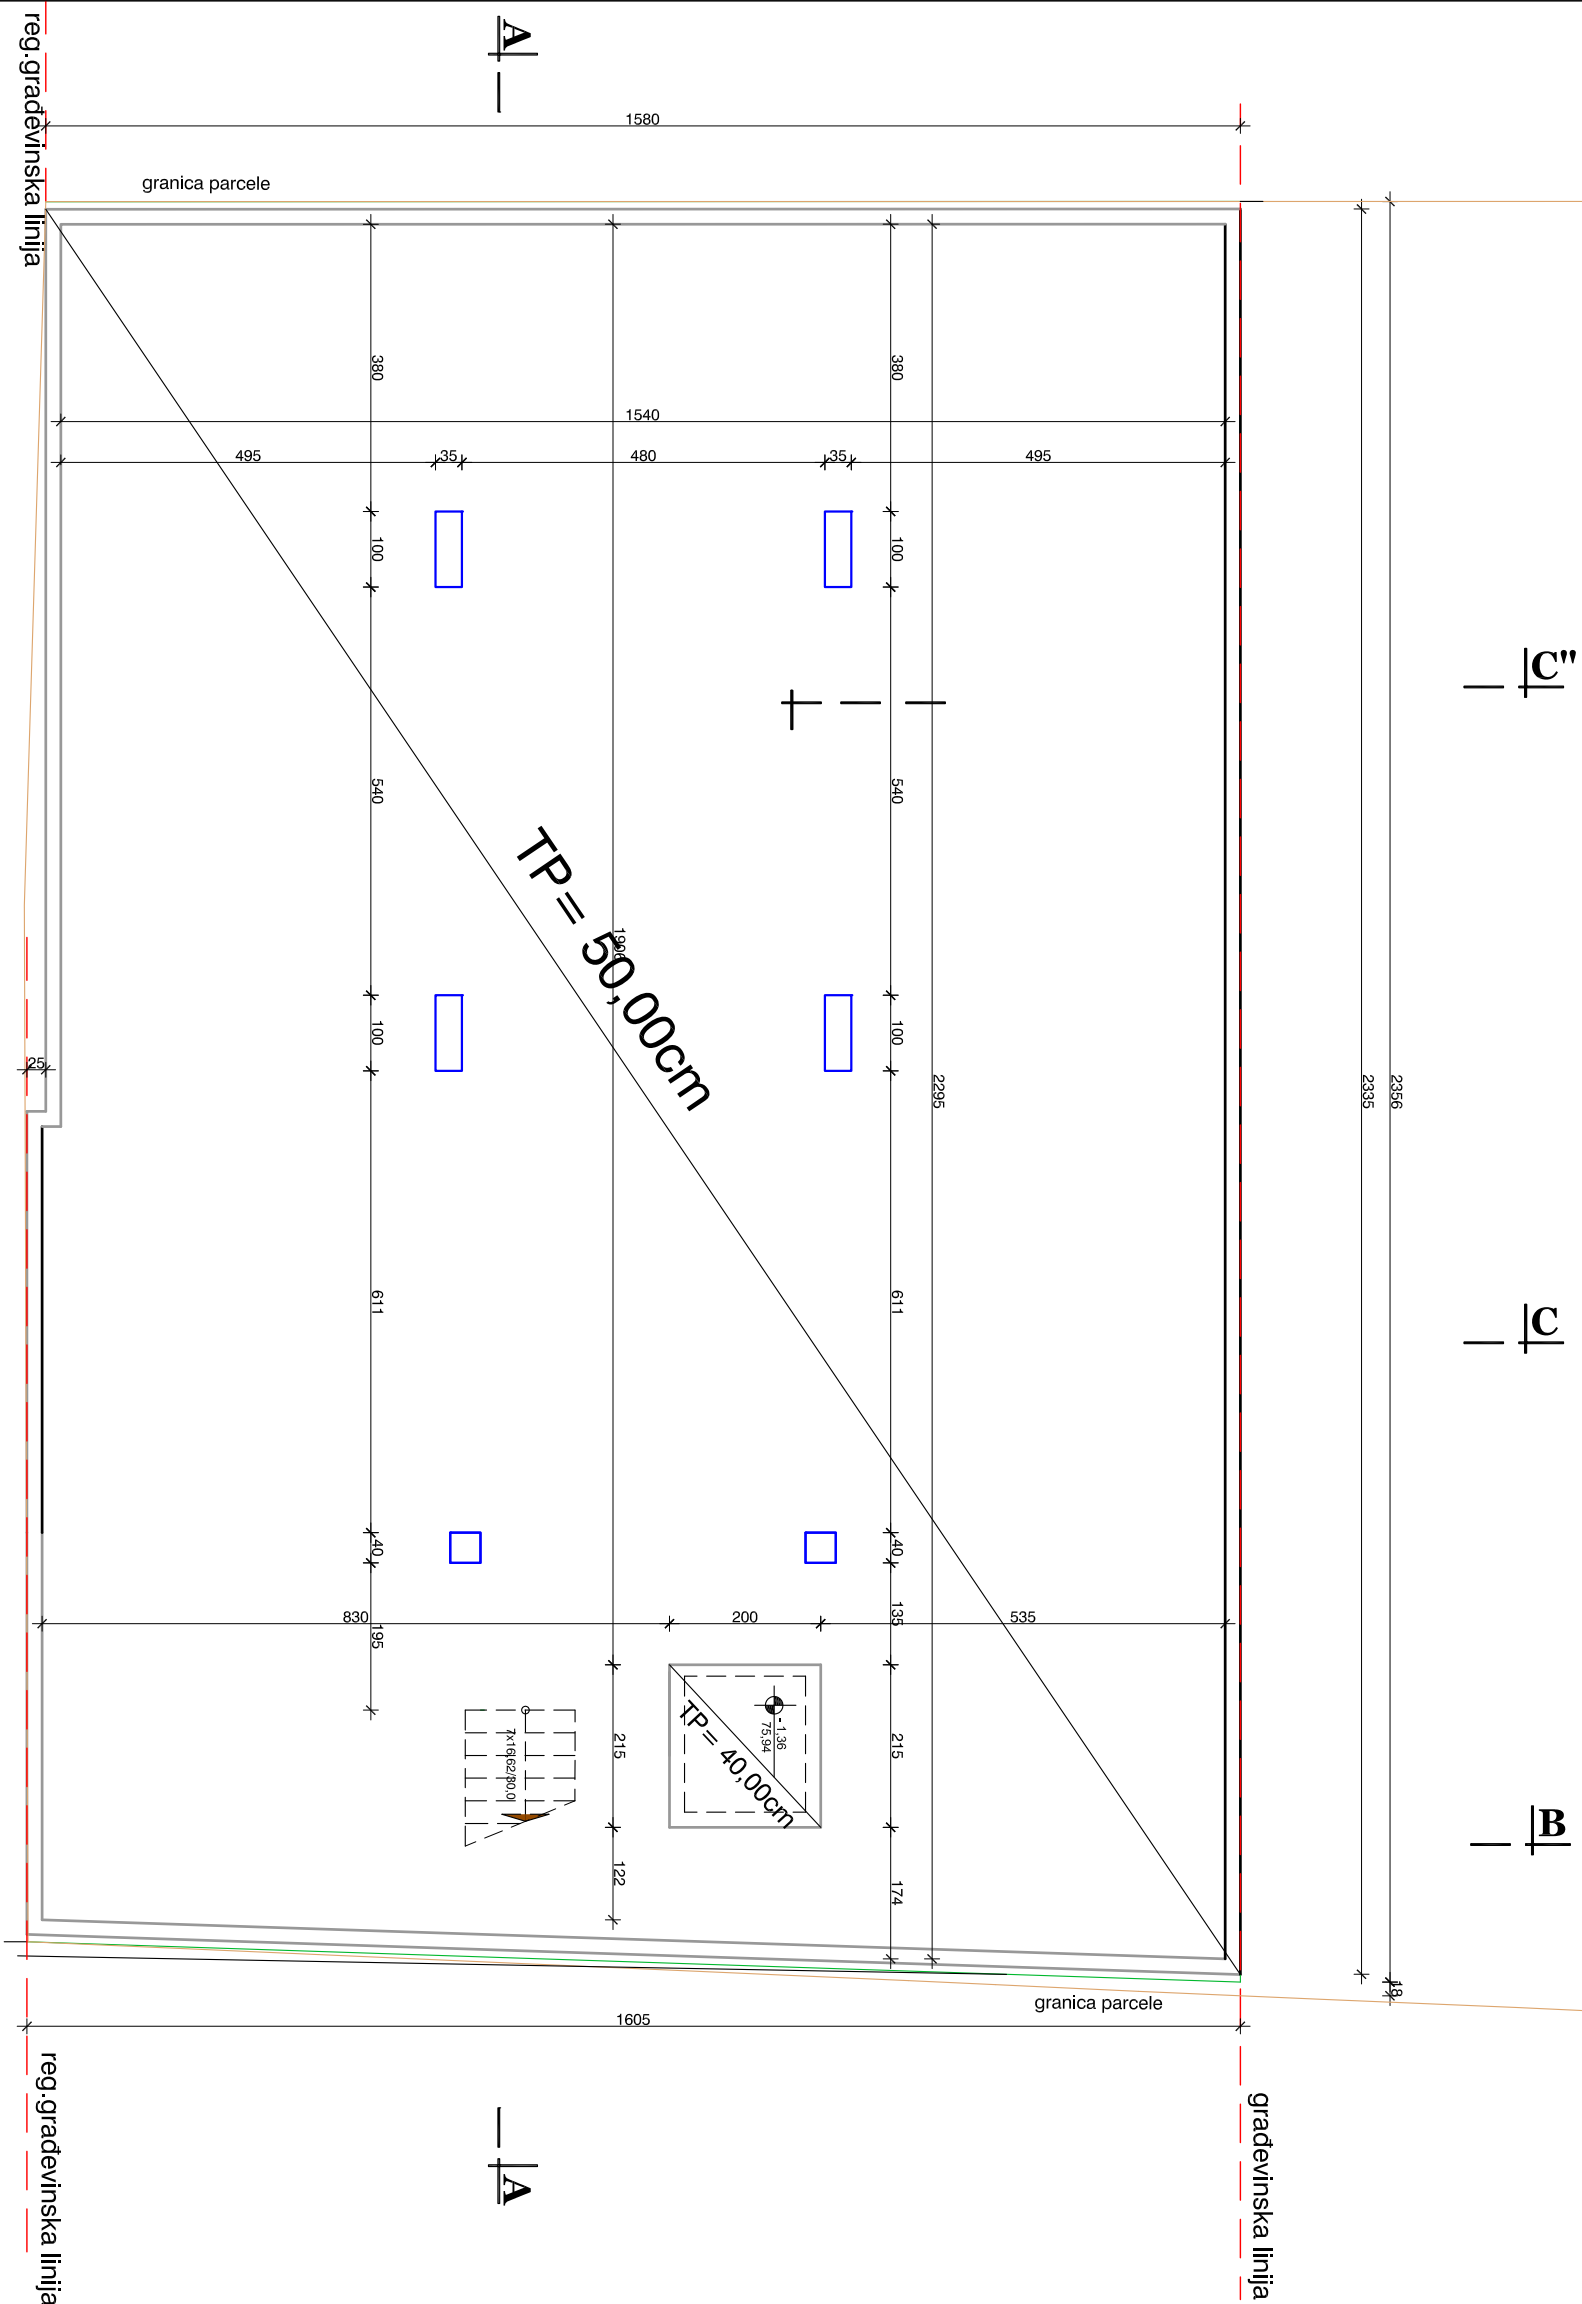 A
1580
reg.građevinska linija
granica parcele
380
380
1540
495
35
480
35
495
100
100
C"
540
540
TP= 50,00cm
1906
100
100
25
2295
2335
2356
611
611
C
40
40
830
195
200
135
535
- 1,36
75,94
TP= 40,00cm
7x16,62/30,0
215
215
B
122
174
18
granica parcele
1605
reg.građevinska linija
građevinska linija
A